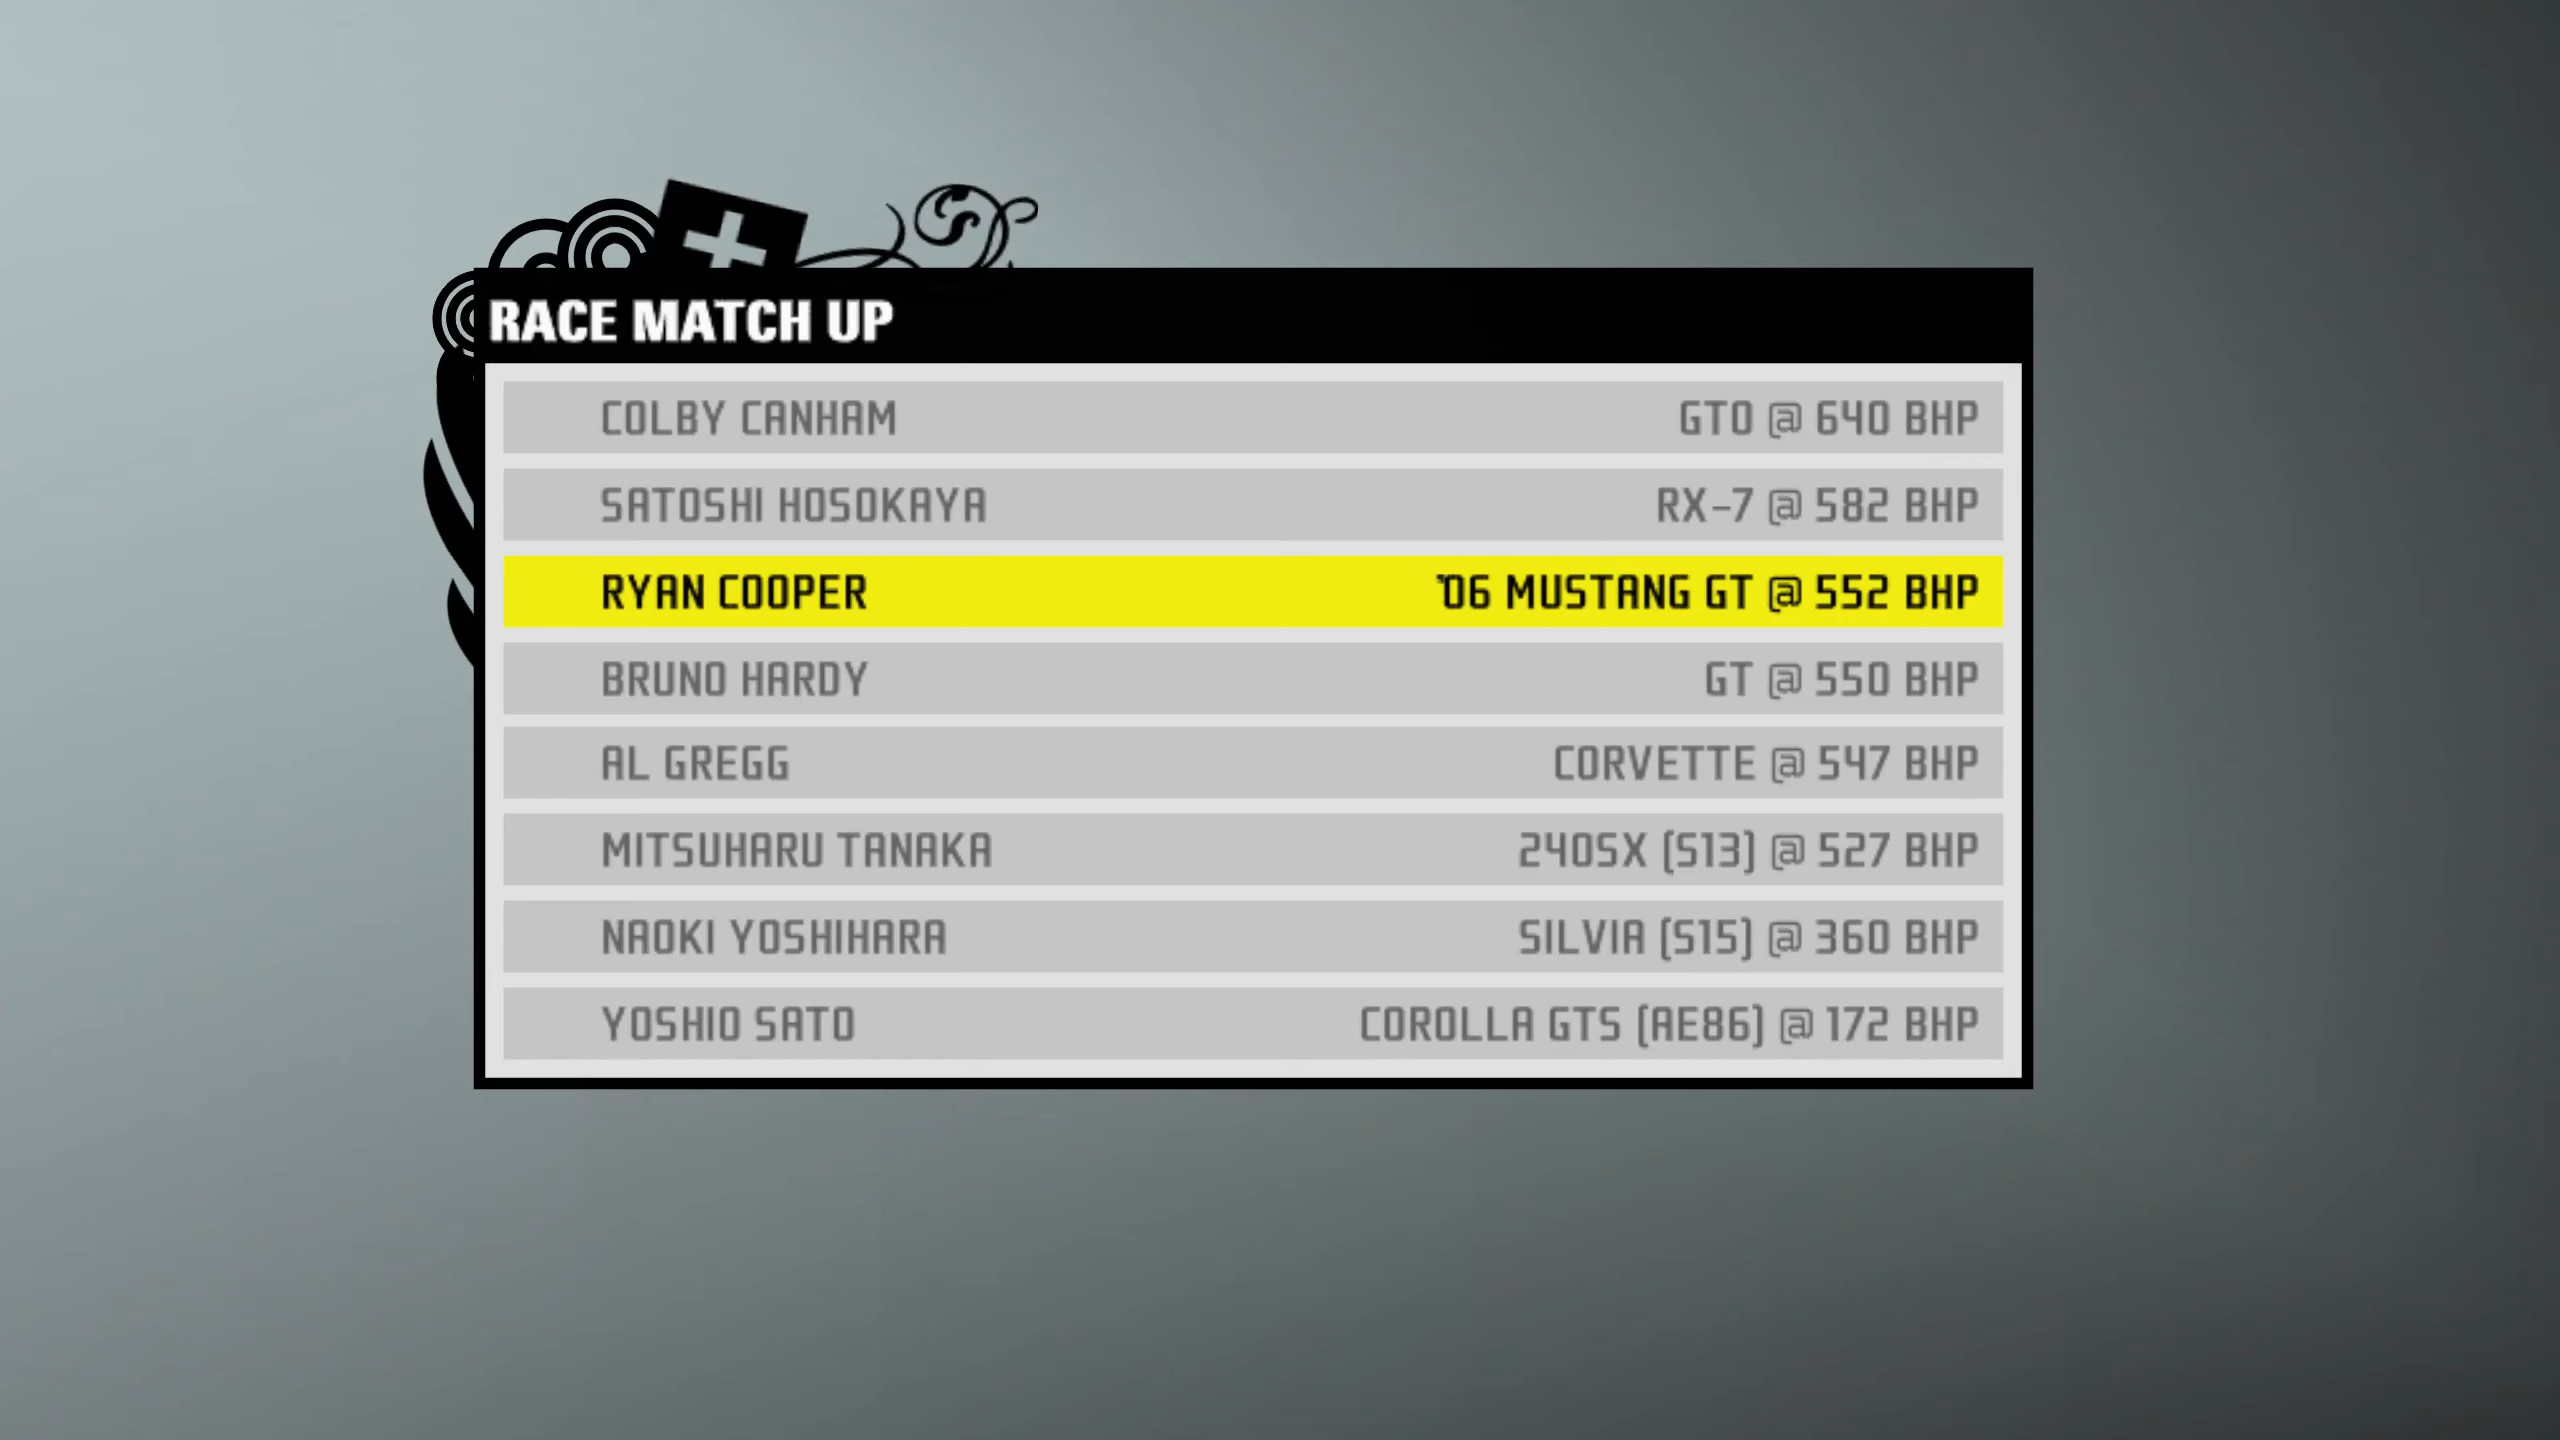 RACE MATCH UP
COLBY CANHAM GTO @ 640 BHP
SATOSHI HOSOKAYA RX-7 @ 582 BHP
RYAN COOPER '06 MUSTANG GT @ 552 BHP
BRUNO HARDY GT @ 550 BHP
AL GREGG CORVETTE @ 547 BHP
MITSUHARU TANAKA 240SX (S13) @ 527 BHP
NAOKI YOSHIHARA SILVIA (S15) @ 360 BHP
YOSHIO SATO COROLLA GTS (AE86) @ 172 BHP